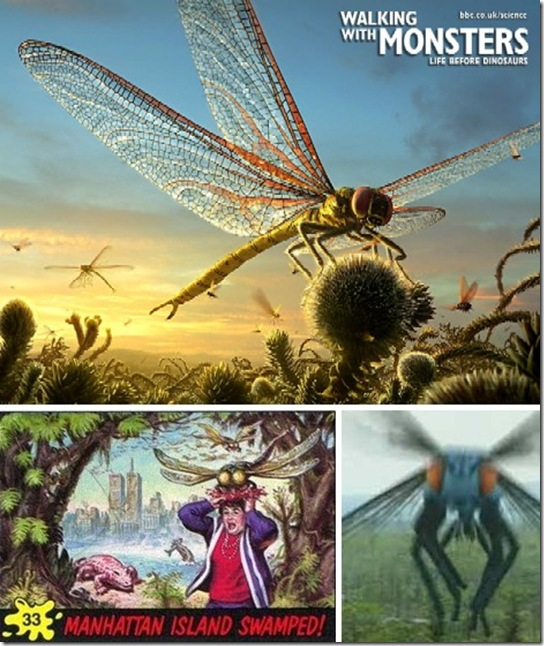 WALKING
WITH MONSTERS
LIFE BEFORE DINOSAURS
bbc.co.uk/science
33
MANHATTAN ISLAND SWAMPED!